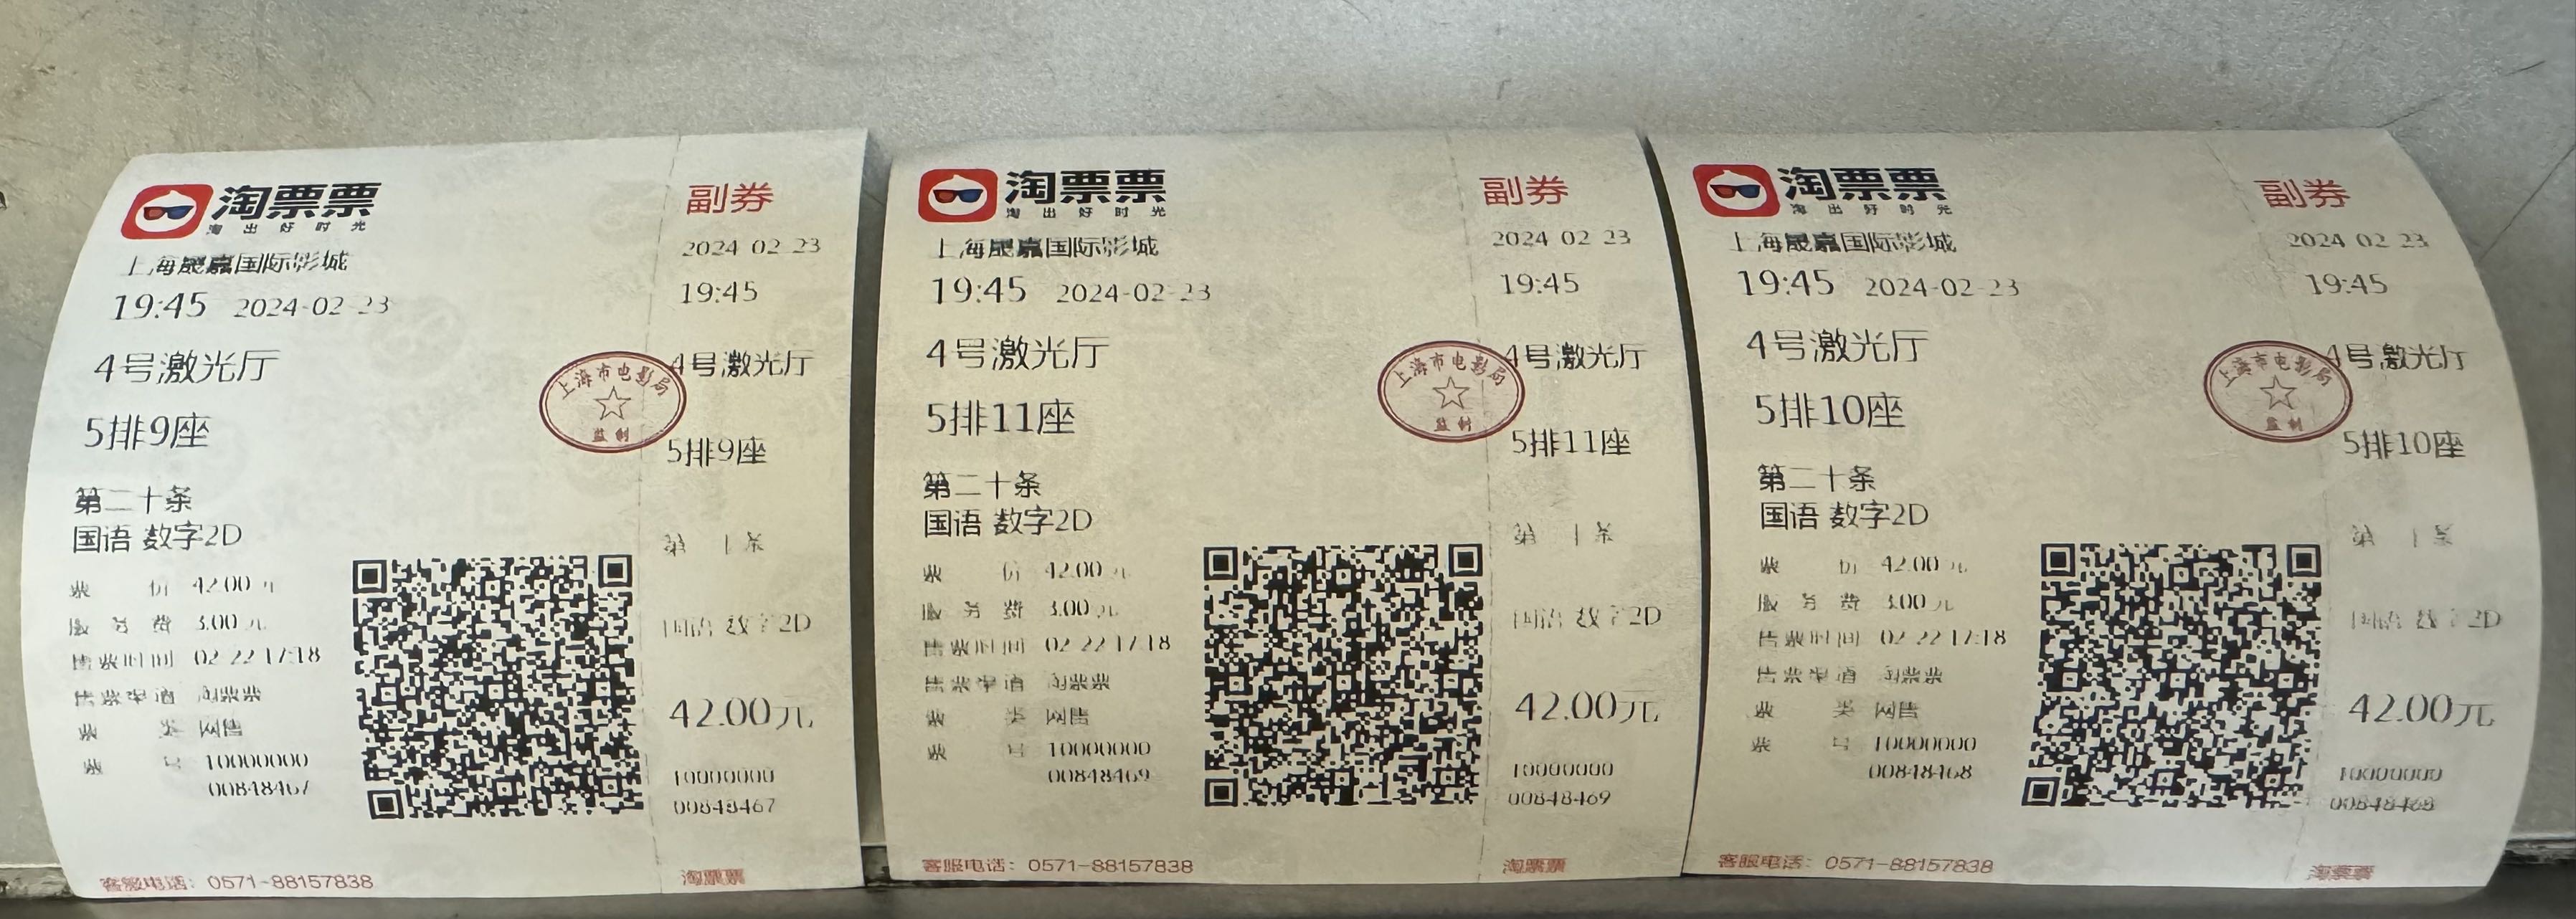 淘票票
淘出好时光
上海晟嘉国际影城
19:45 2024-02-23
4号激光厅
5排9座
第二十条
国语 数字2D
票 价 42.00 元
服 务 费 3.00 元
售票时间 02-22 17:18
售票渠道 淘票票
票 类 网售
票 号 10000000
00848467
客服电话：0571-88157838
上海市电影局
监制
副券
2024 02 23
19:45
4号激光厅
5排9座
第 十条
国语 数字2D
42.00元
10000000
00848467
淘票票
淘票票
淘出好时光
上海晟嘉国际影城
19:45 2024-02-23
4号激光厅
5排11座
第二十条
国语 数字2D
票 价 42.00 元
服 务 费 3.00 元
售票时间 02-22 17:18
售票渠道 淘票票
票 类 网售
票 号 10000000
00848469
客服电话：0571-88157838
上海市电影局
监制
副券
2024 02 23
19:45
4号激光厅
5排11座
第 十条
国语 数字2D
42.00元
10000000
00848469
淘票票
淘票票
淘出好时光
上海晟嘉国际影城
19:45 2024-02-23
4号激光厅
5排10座
第二十条
国语 数字2D
票 价 42.00 元
服 务 费 3.00 元
售票时间 02-22 17:18
售票渠道 淘票票
票 类 网售
票 号 10000000
00848468
客服电话：0571-88157838
上海市电影局
监制
副券
2024 02 23
19:45
4号激光厅
5排10座
第 十条
国语 数字2D
42.00元
10000000
00848468
淘票票